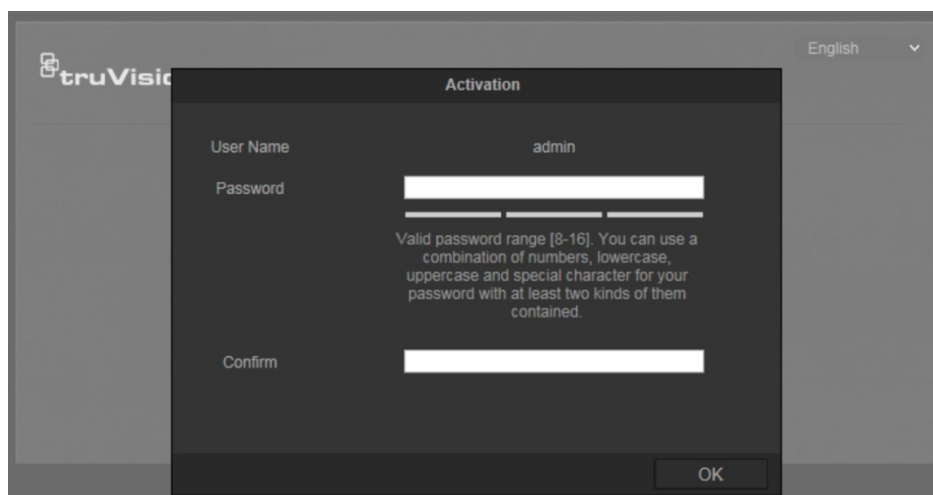 English
truVisio
Activation
User Name admin
Password
Valid password range [8-16]. You can use a
combination of numbers, lowercase,
uppercase and special character for your
password with at least two kinds of them
contained.
Confirm
OK